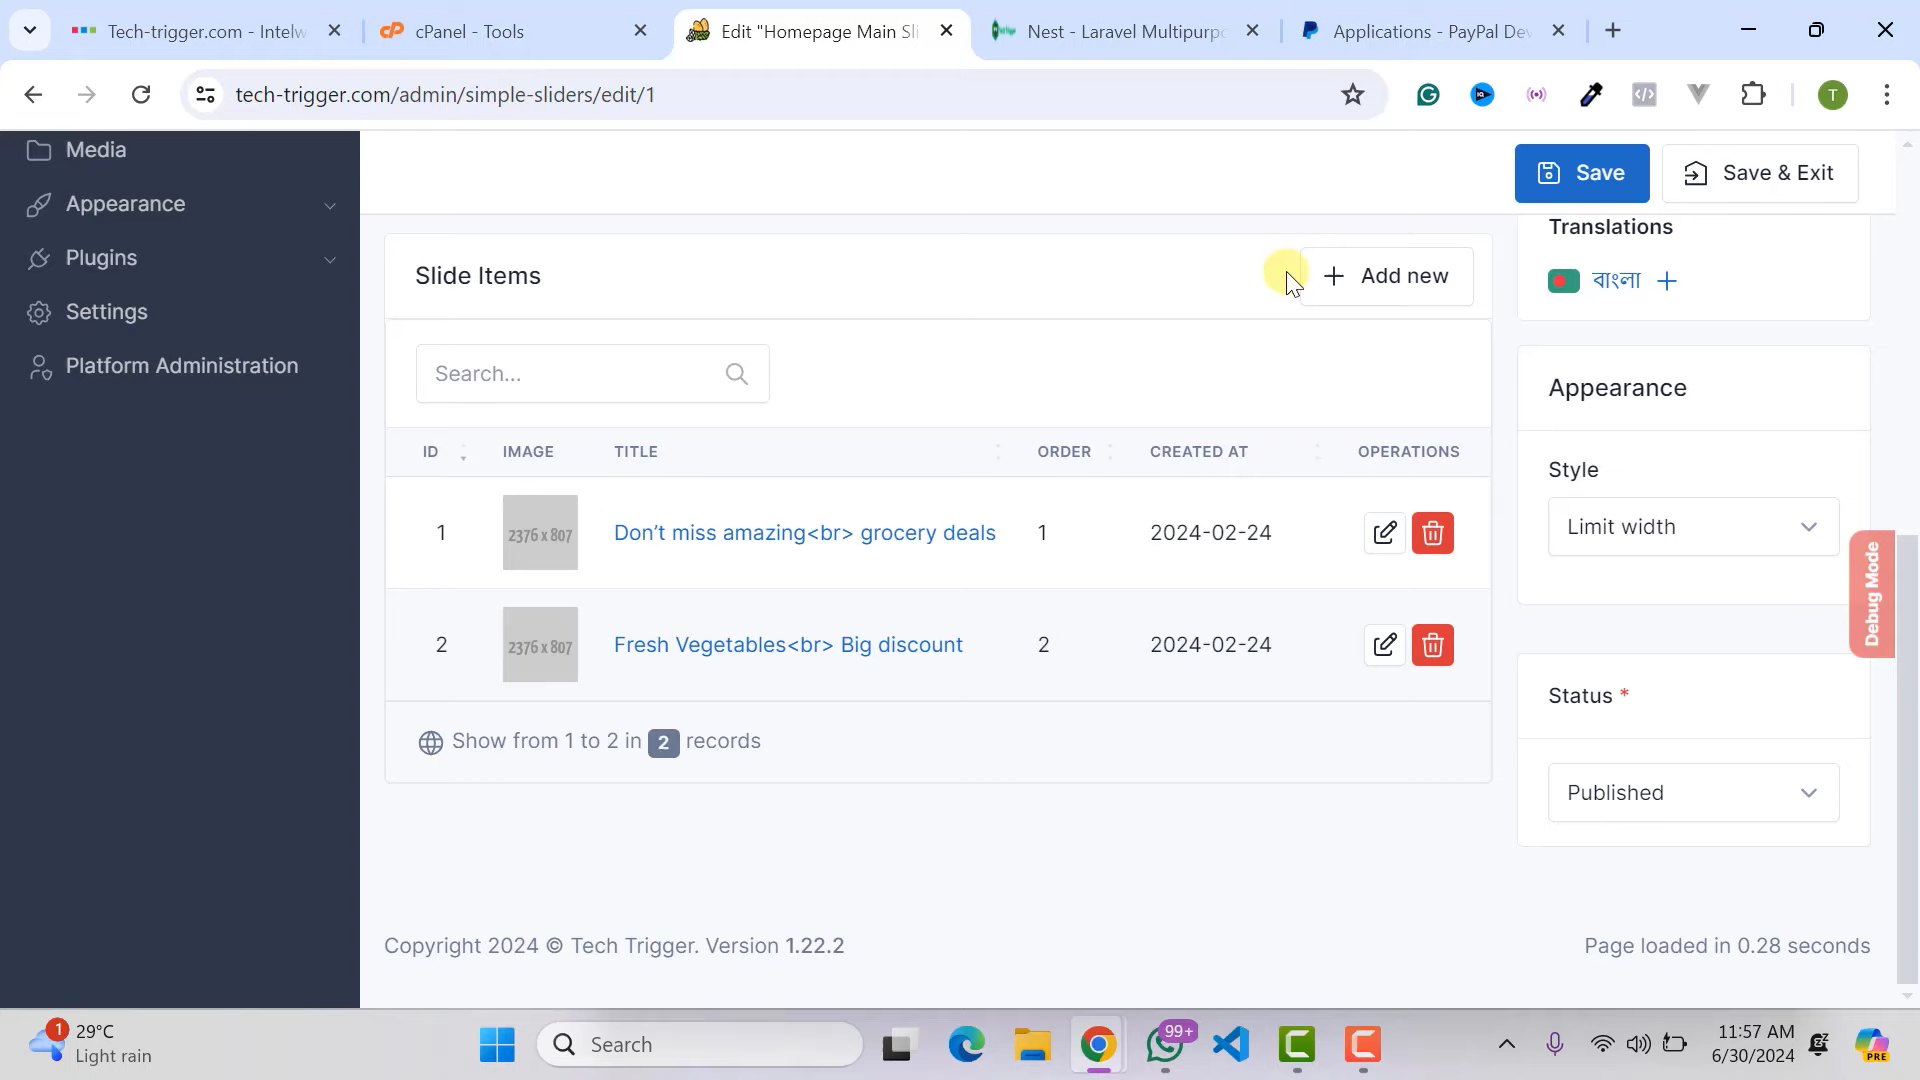 Tech-trigger.com - Intelw
cPanel - Tools
Edit "Homepage Main Sli
Nest - Laravel Multipurpo
Applications - PayPal Dev
tech-trigger.com/admin/simple-sliders/edit/1
T
Media
Appearance
Plugins
Settings
Platform Administration
Save
Save & Exit
Slide Items
Add new
Search...
ID IMAGE TITLE ORDER CREATED AT OPERATIONS
1 2376 x 807 Don’t miss amazing<br> grocery deals 1 2024-02-24
2 2376 x 807 Fresh Vegetables<br> Big discount 2 2024-02-24
Show from 1 to 2 in 2 records
Translations
বাংলা
Appearance
Style
Limit width
Debug Mode
Status *
Published
Copyright 2024 © Tech Trigger. Version 1.22.2
Page loaded in 0.28 seconds
1
29°C
Light rain
Search
99+
11:57 AM
6/30/2024
PRE